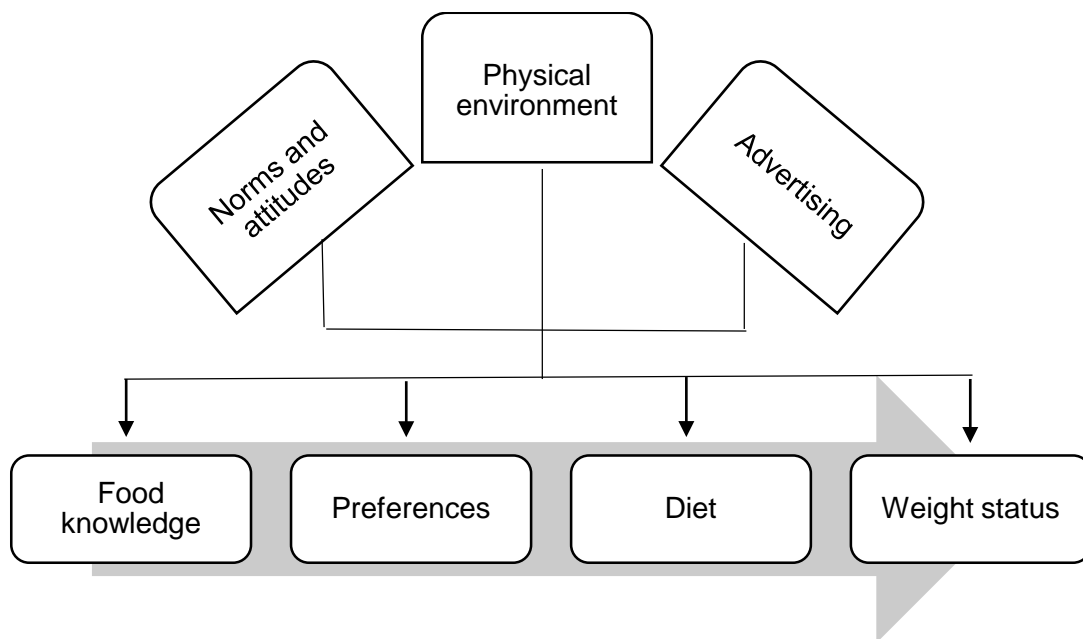 Physical
environment
Norms and
attitudes
Advertising
Food
knowledge
Preferences
Diet
Weight status